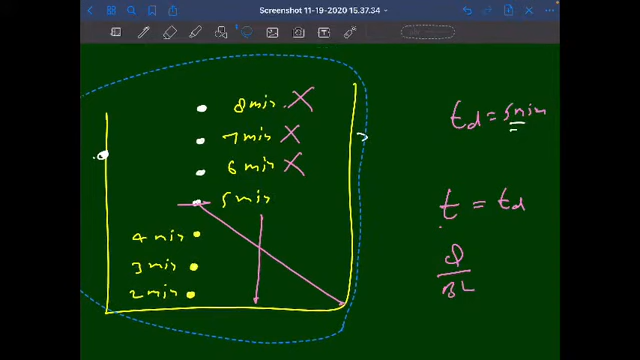 Screenshot 11-19-2020 15.37.34
8 min X
7 min X
6 min X
5 min
4 min
3 min
2 min
td = 5 min
t = td
BL